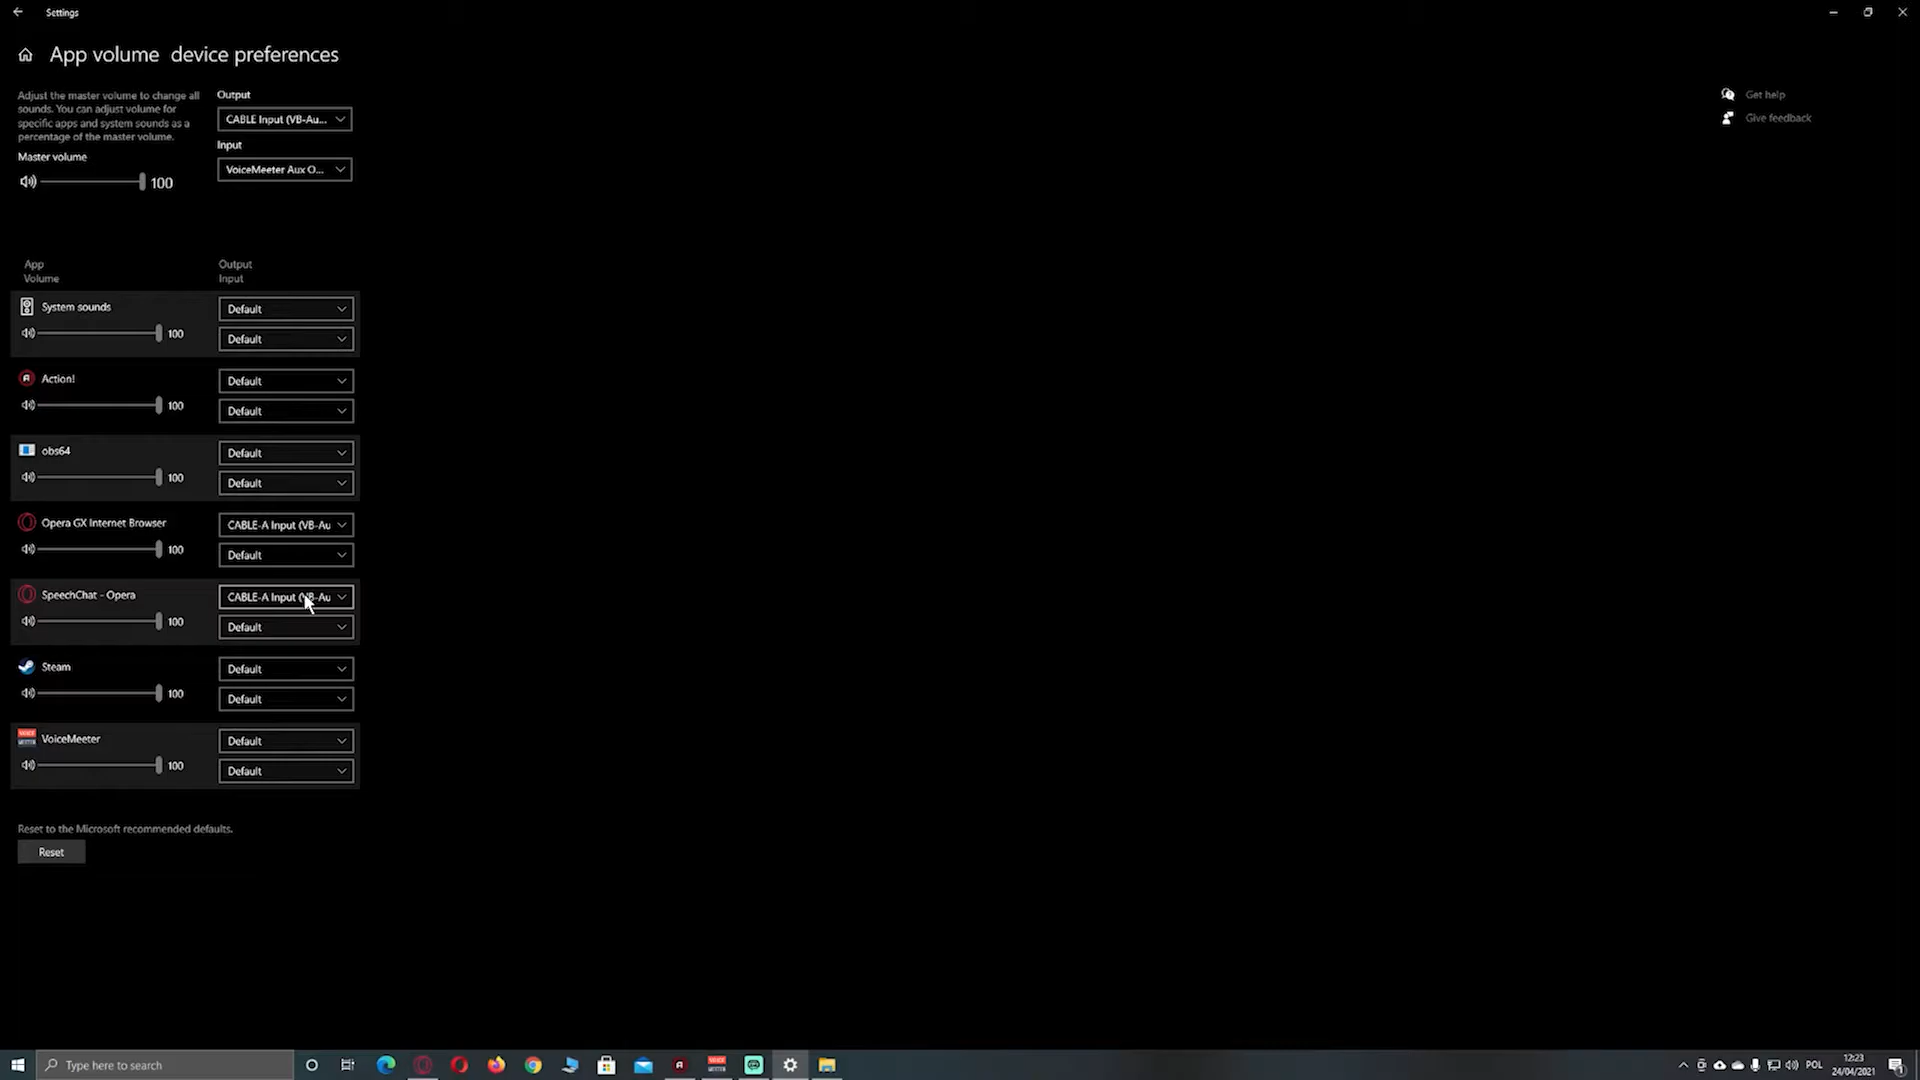 Settings
App volume device preferences
Adjust the master volume to change all
sounds. You can adjust volume for
specific apps and system sounds as a
percentage of the master volume.
Master volume
100
Output
CABLE Input (VB-Au...
Input
VoiceMeeter Aux O...
Get help
Give feedback
App
Volume
Output
Input
System sounds
100
Default
Default
Action!
100
Default
Default
obs64
100
Default
Default
Opera GX Internet Browser
100
CABLE-A Input (VB-Au
Default
SpeechChat - Opera
100
CABLE-A Input (VB-Au
Default
Steam
100
Default
Default
VoiceMeeter
100
Default
Default
Reset to the Microsoft recommended defaults.
Reset
Type here to search
POL
12:23
24/04/2021